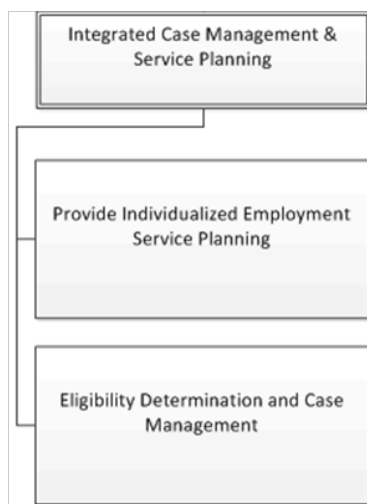 Integrated Case Management &
Service Planning
Provide Individualized Employment
Service Planning
Eligibility Determination and Case
Management